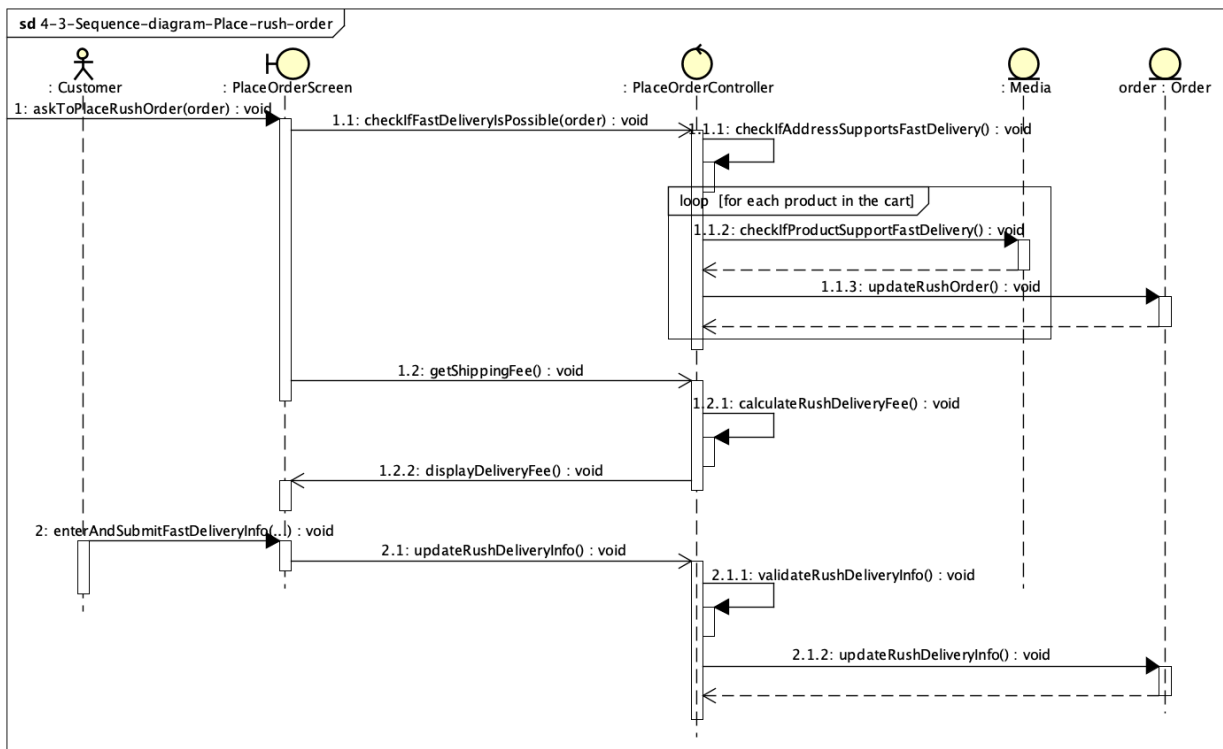 sd 4-3-Sequence-diagram-Place-rush-order
: Customer
: PlaceOrderScreen
: PlaceOrderController
: Media
order : Order
1: askToPlaceRushOrder(order) : void
1.1: checkIfFastDeliveryIsPossible(order) : void
1.1.1: checkIfAddressSupportsFastDelivery() : void
loop [for each product in the cart]
1.1.2: checkIfProductSupportFastDelivery() : void
1.1.3: updateRushOrder() : void
1.2: getShippingFee() : void
1.2.1: calculateRushDeliveryFee() : void
1.2.2: displayDeliveryFee() : void
2: enterAndSubmitFastDeliveryInfo(...) : void
2.1: updateRushDeliveryInfo() : void
2.1.1: validateRushDeliveryInfo() : void
2.1.2: updateRushDeliveryInfo() : void